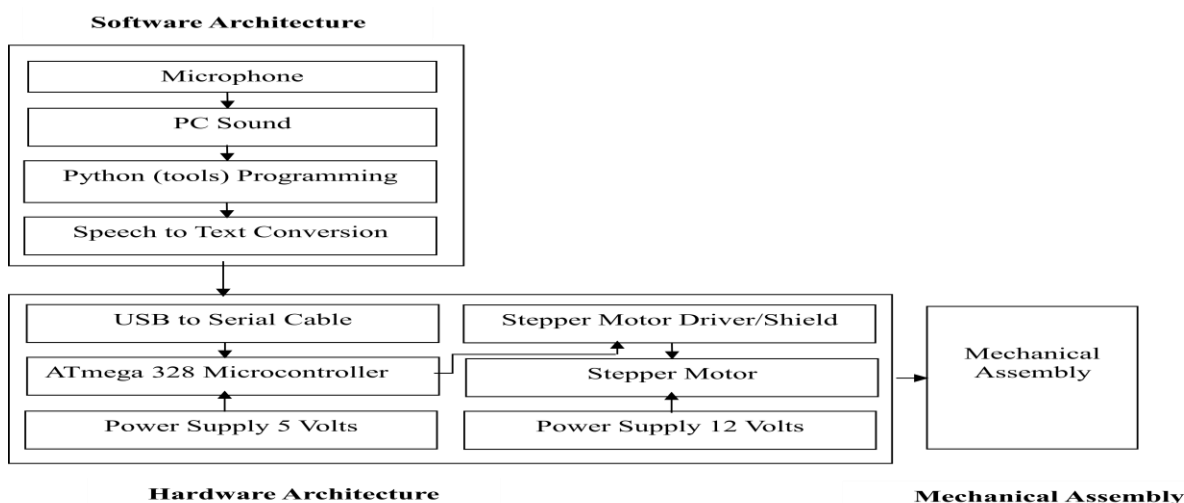 Software Architecture
Microphone
PC Sound
Python (tools) Programming
Speech to Text Conversion
USB to Serial Cable
ATmega 328 Microcontroller
Power Supply 5 Volts
Stepper Motor Driver/Shield
Stepper Motor
Power Supply 12 Volts
Mechanical
Assembly
Hardware Architecture
Mechanical Assembly